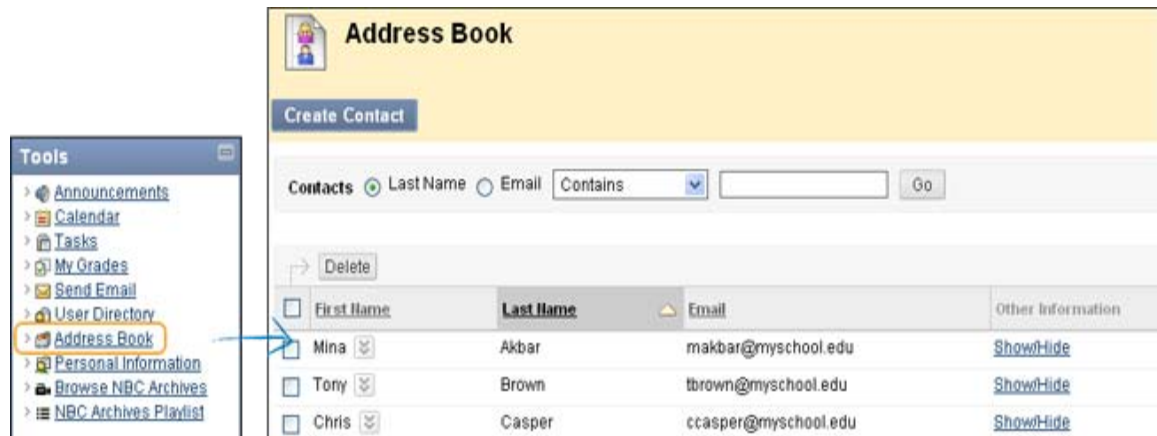 Address Book
Create Contact
Tools
Announcements
Calendar
Tasks
My Grades
Send Email
User Directory
Address Book
Personal Information
Browse NBC Archives
NBC Archives Playlist
Contacts Last Name Email Contains Go
Delete
First Name Last Name Email Other Information
Mina Akbar makbar@myschool.edu Show/Hide
Tony Brown tbrown@myschool.edu Show/Hide
Chris Casper ccasper@myschool.edu Show/Hide